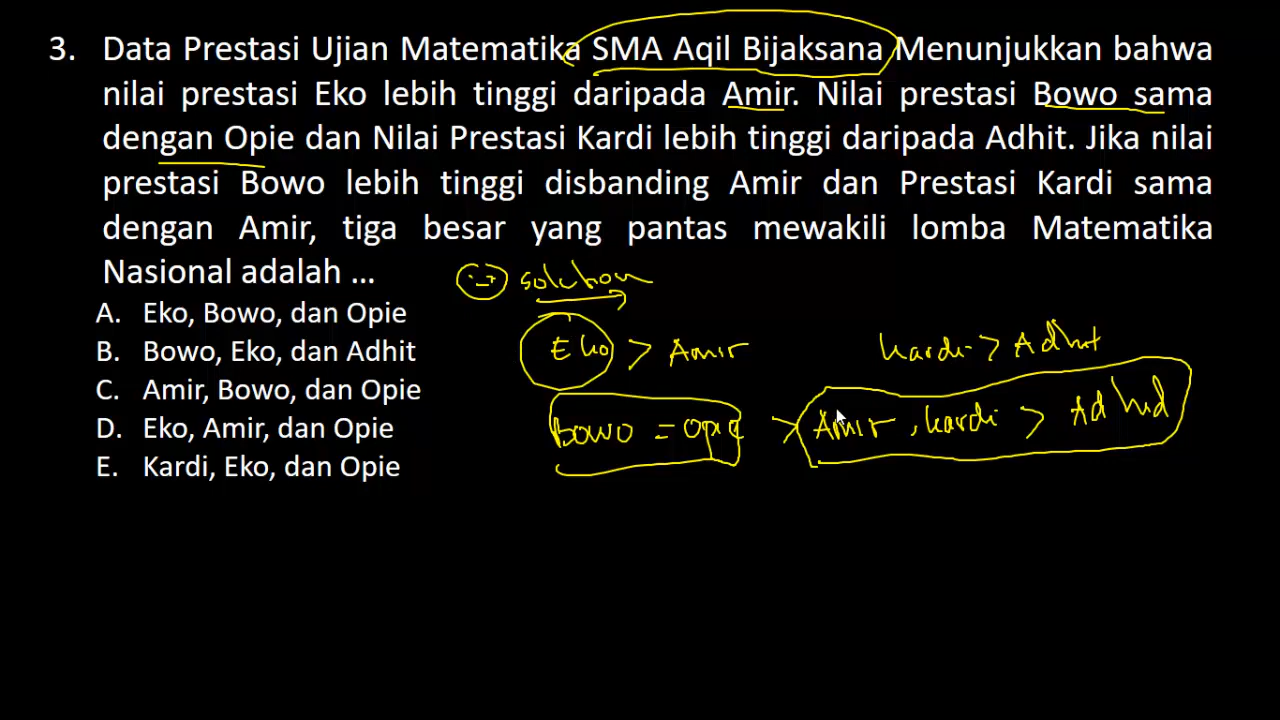 3. Data Prestasi Ujian Matematika SMA Aqil Bijaksana Menunjukkan bahwa
nilai prestasi Eko lebih tinggi daripada Amir. Nilai prestasi Bowo sama
dengan Opie dan Nilai Prestasi Kardi lebih tinggi daripada Adhit. Jika nilai
prestasi Bowo lebih tinggi disbanding Amir dan Prestasi Kardi sama
dengan Amir, tiga besar yang pantas mewakili lomba Matematika
Nasional adalah ...
solution
A. Eko, Bowo, dan Opie
B. Bowo, Eko, dan Adhit
C. Amir, Bowo, dan Opie
D. Eko, Amir, dan Opie
E. Kardi, Eko, dan Opie
Eko > Amir kardi > Adhit
Bowo = Opie > Amir, kardi > Adhid